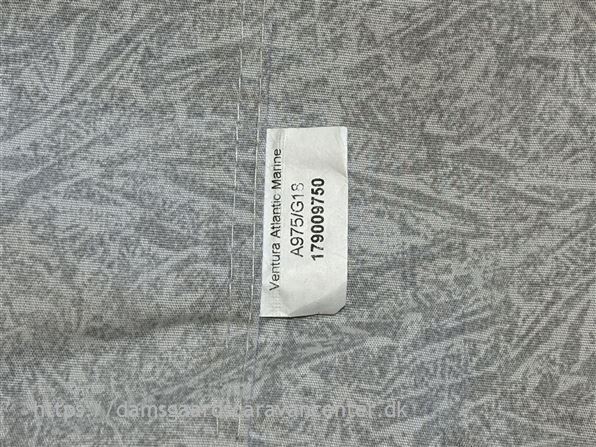 Ventura Atlantic Marine
A975/G18
179009750
https://damsgaardcaravancenter.dk